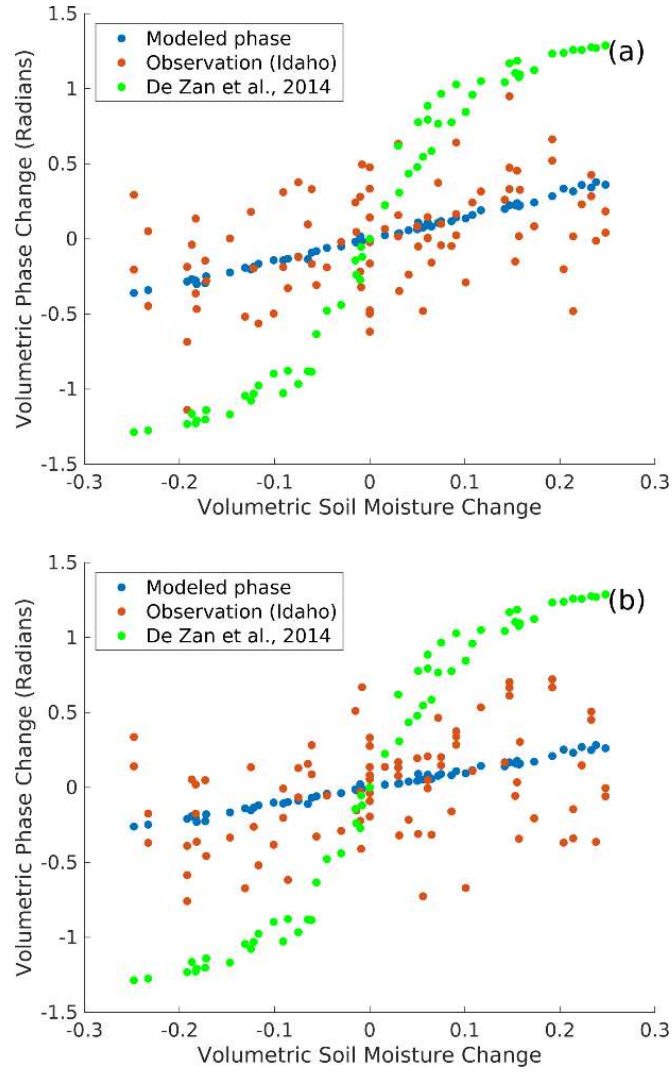 1.5
1
0.5
0
-0.5
-1
-1.5
-0.3
-0.2
-0.1
0
0.1
0.2
0.3
Modeled phase
Observation (Idaho)
De Zan et al., 2014
(a)
Volumetric Phase Change (Radians)
Volumetric Soil Moisture Change
1.5
1
0.5
0
-0.5
-1
-1.5
-0.3
-0.2
-0.1
0
0.1
0.2
0.3
Modeled phase
Observation (Idaho)
De Zan et al., 2014
(b)
Volumetric Phase Change (Radians)
Volumetric Soil Moisture Change